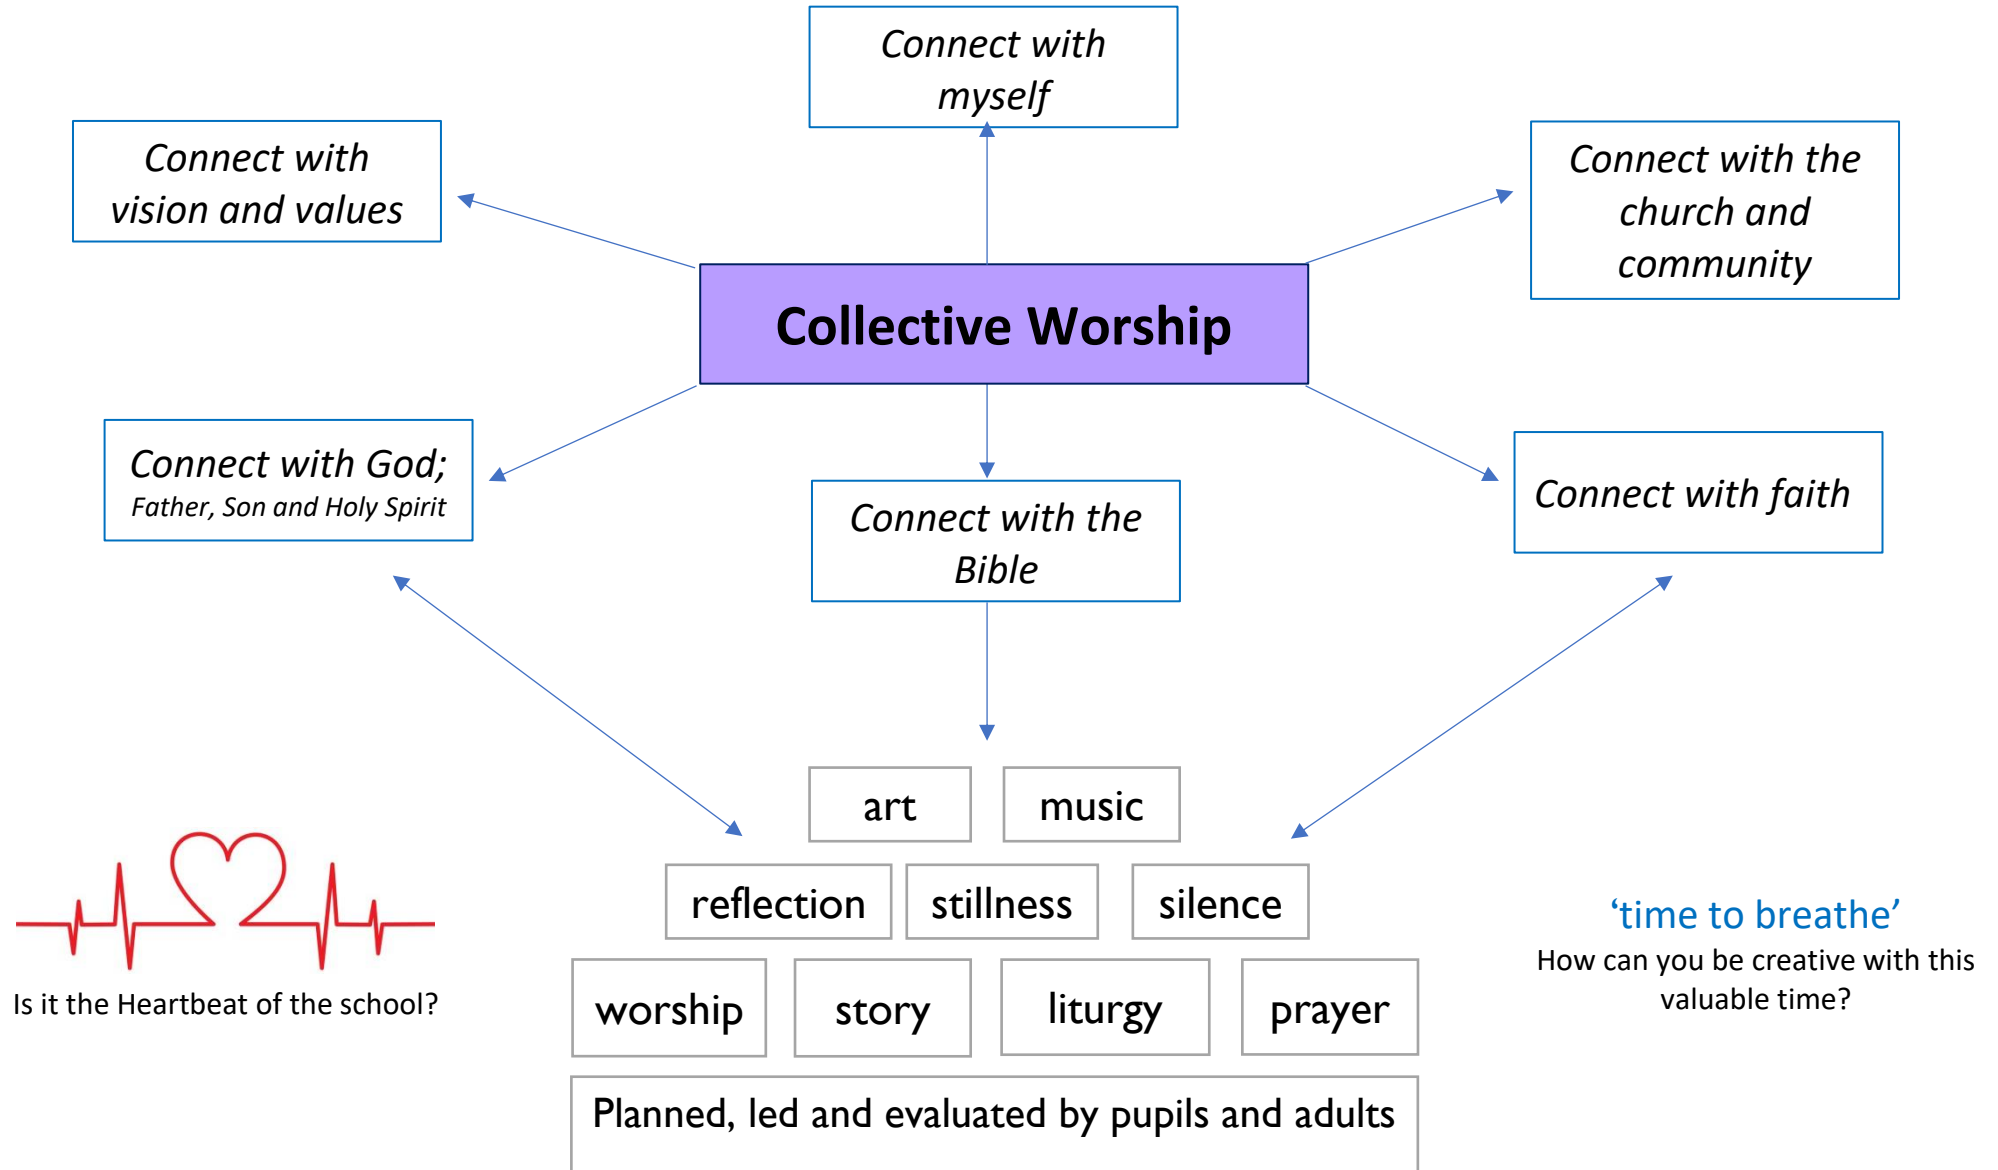 Connect with
myself
Connect with
vision and values
Connect with the
church and
community
Collective Worship
Connect with God;
Father, Son and Holy Spirit
Connect with the
Bible
Connect with faith
art
music
reflection
stillness
silence
worship
story
liturgy
prayer
Planned, led and evaluated by pupils and adults
Is it the Heartbeat of the school?
‘time to breathe’
How can you be creative with this
valuable time?